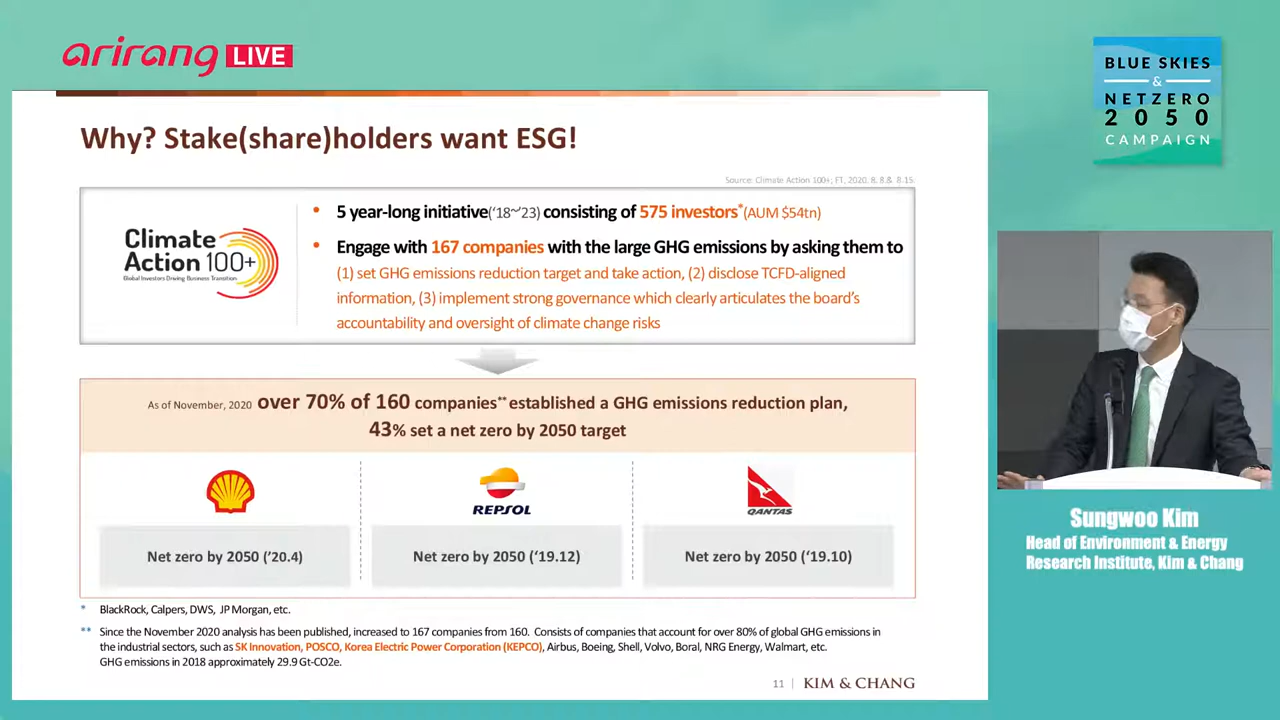 arirang LIVE
BLUE SKIES
&
NETZERO
2050
CAMPAIGN
Why? Stake(share)holders want ESG!
Source: Climate Action 100+; FT, 2020. 8. 8.& 8.15.
Climate
Action 100+
Global Investors Driving Business Transition
• 5 year-long initiative(‘18~’23) consisting of 575 investors*(AUM $54tn)
• Engage with 167 companies with the large GHG emissions by asking them to
(1) set GHG emissions reduction target and take action, (2) disclose TCFD-aligned
information, (3) implement strong governance which clearly articulates the board’s
accountability and oversight of climate change risks
As of November, 2020 over 70% of 160 companies** established a GHG emissions reduction plan,
43% set a net zero by 2050 target
REPSOL
QANTAS
Net zero by 2050 (’20.4)
Net zero by 2050 (‘19.12)
Net zero by 2050 (‘19.10)
* BlackRock, Calpers, DWS, JP Morgan, etc.
** Since the November 2020 analysis has been published, increased to 167 companies from 160. Consists of companies that account for over 80% of global GHG emissions in
the industrial sectors, such as SK Innovation, POSCO, Korea Electric Power Corporation (KEPCO), Airbus, Boeing, Shell, Volvo, Boral, NRG Energy, Walmart, etc.
GHG emissions in 2018 approximately 29.9 Gt-CO2e.
11 | KIM & CHANG
Sungwoo Kim
Head of Environment & Energy
Research Institute, Kim & Chang